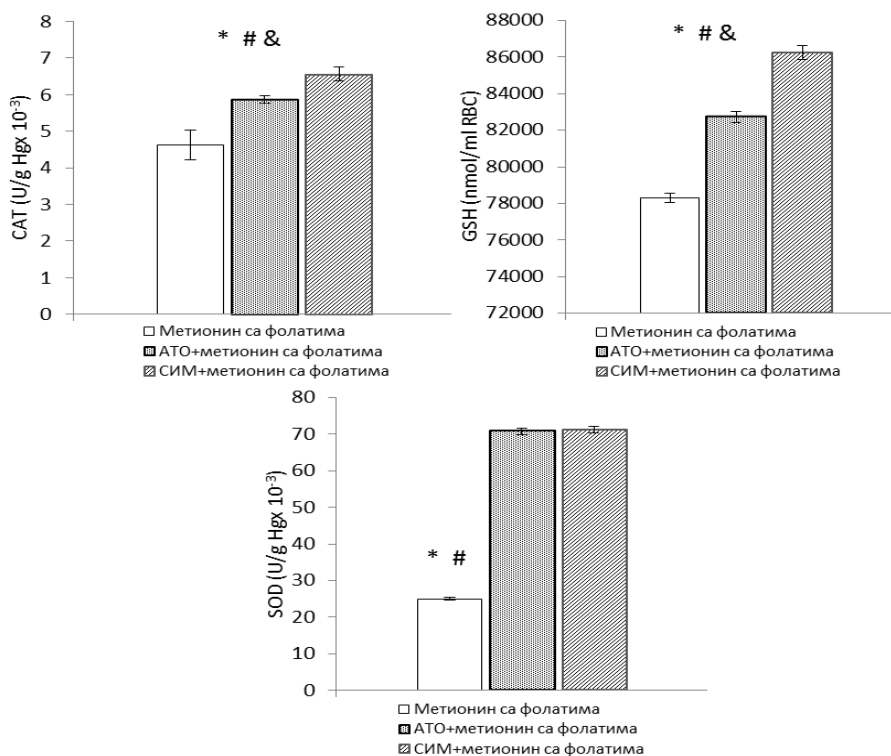 * # &
CAT (U/g Hgx 10⁻³)
8
7
6
5
4
3
2
1
0
Метионин са фолатима
АТО+метионин са фолатима
СИМ+метионин са фолатима
* # &
GSH (nmol/ml RBC)
88000
86000
84000
82000
80000
78000
76000
74000
72000
Метионин са фолатима
АТО+метионин са фолатима
СИМ+метионин са фолатима
* #
SOD (U/g Hgx 10⁻³)
80
70
60
50
40
30
20
10
0
Метионин са фолатима
АТО+метионин са фолатима
СИМ+метионин са фолатима